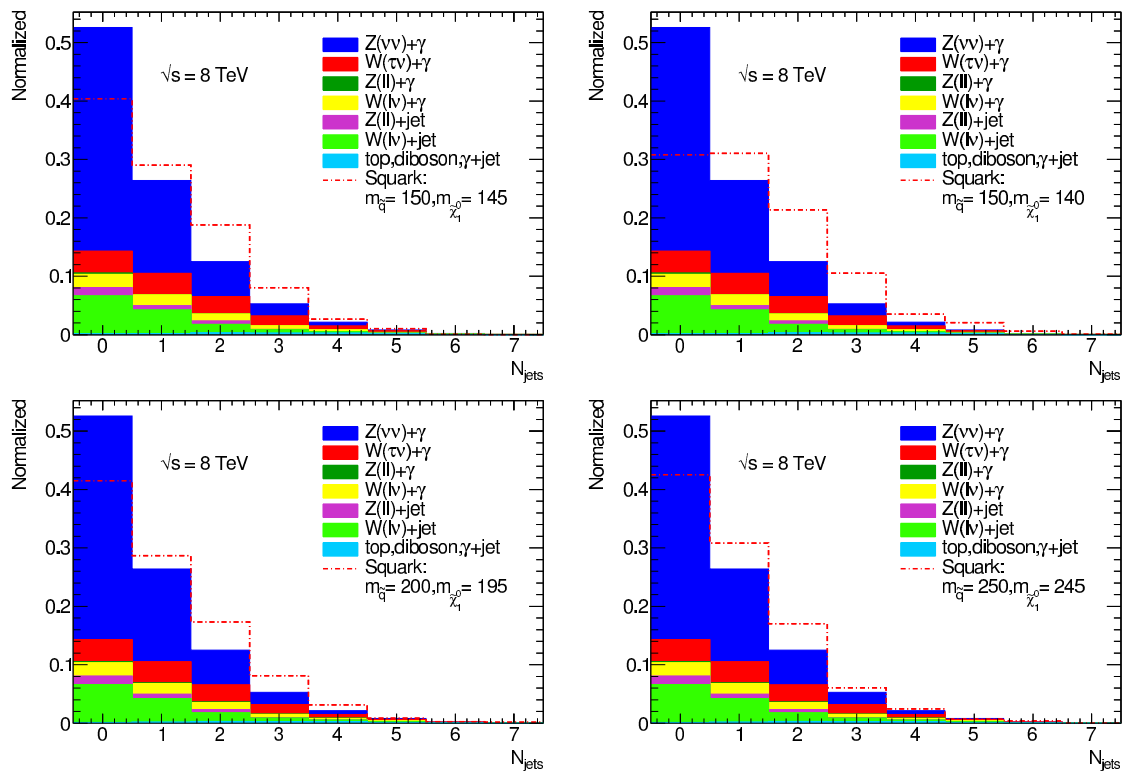 Normalized
0.5
0.4
0.3
0.2
0.1
0
√s = 8 TeV
Z(νν)+γ
W(τν)+γ
Z(ll)+γ
W(lν)+γ
Z(ll)+jet
W(lν)+jet
top,diboson,γ+jet
Squark:
m_q̃ = 150,m_χ̃₁⁰ = 145
0 1 2 3 4 5 6 7
N_jets
Normalized
0.5
0.4
0.3
0.2
0.1
0
√s = 8 TeV
Z(νν)+γ
W(τν)+γ
Z(ll)+γ
W(lν)+γ
Z(ll)+jet
W(lν)+jet
top,diboson,γ+jet
Squark:
m_q̃ = 150,m_χ̃₁⁰ = 140
0 1 2 3 4 5 6 7
N_jets
Normalized
0.5
0.4
0.3
0.2
0.1
0
√s = 8 TeV
Z(νν)+γ
W(τν)+γ
Z(ll)+γ
W(lν)+γ
Z(ll)+jet
W(lν)+jet
top,diboson,γ+jet
Squark:
m_q̃ = 200,m_χ̃₁⁰ = 195
0 1 2 3 4 5 6 7
N_jets
Normalized
0.5
0.4
0.3
0.2
0.1
0
√s = 8 TeV
Z(νν)+γ
W(τν)+γ
Z(ll)+γ
W(lν)+γ
Z(ll)+jet
W(lν)+jet
top,diboson,γ+jet
Squark:
m_q̃ = 250,m_χ̃₁⁰ = 245
0 1 2 3 4 5 6 7
N_jets